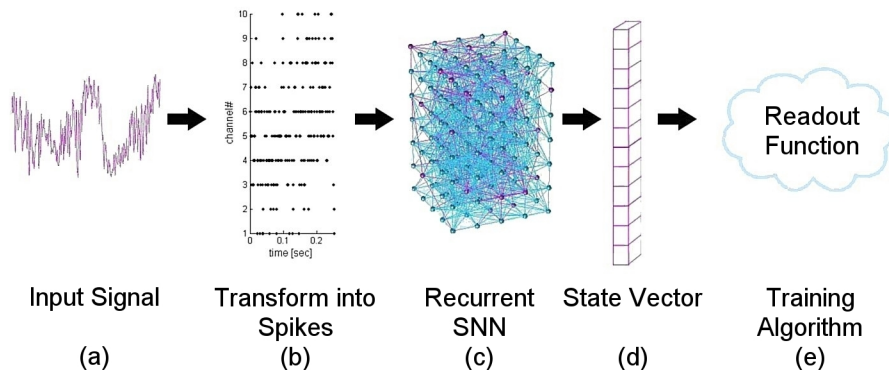 10
9
8
7
6
5
4
3
2
1
channel#
0 0.1 0.2
time [sec]
Readout
Function
Input Signal
(a)
Transform into
Spikes
(b)
Recurrent
SNN
(c)
State Vector
(d)
Training
Algorithm
(e)